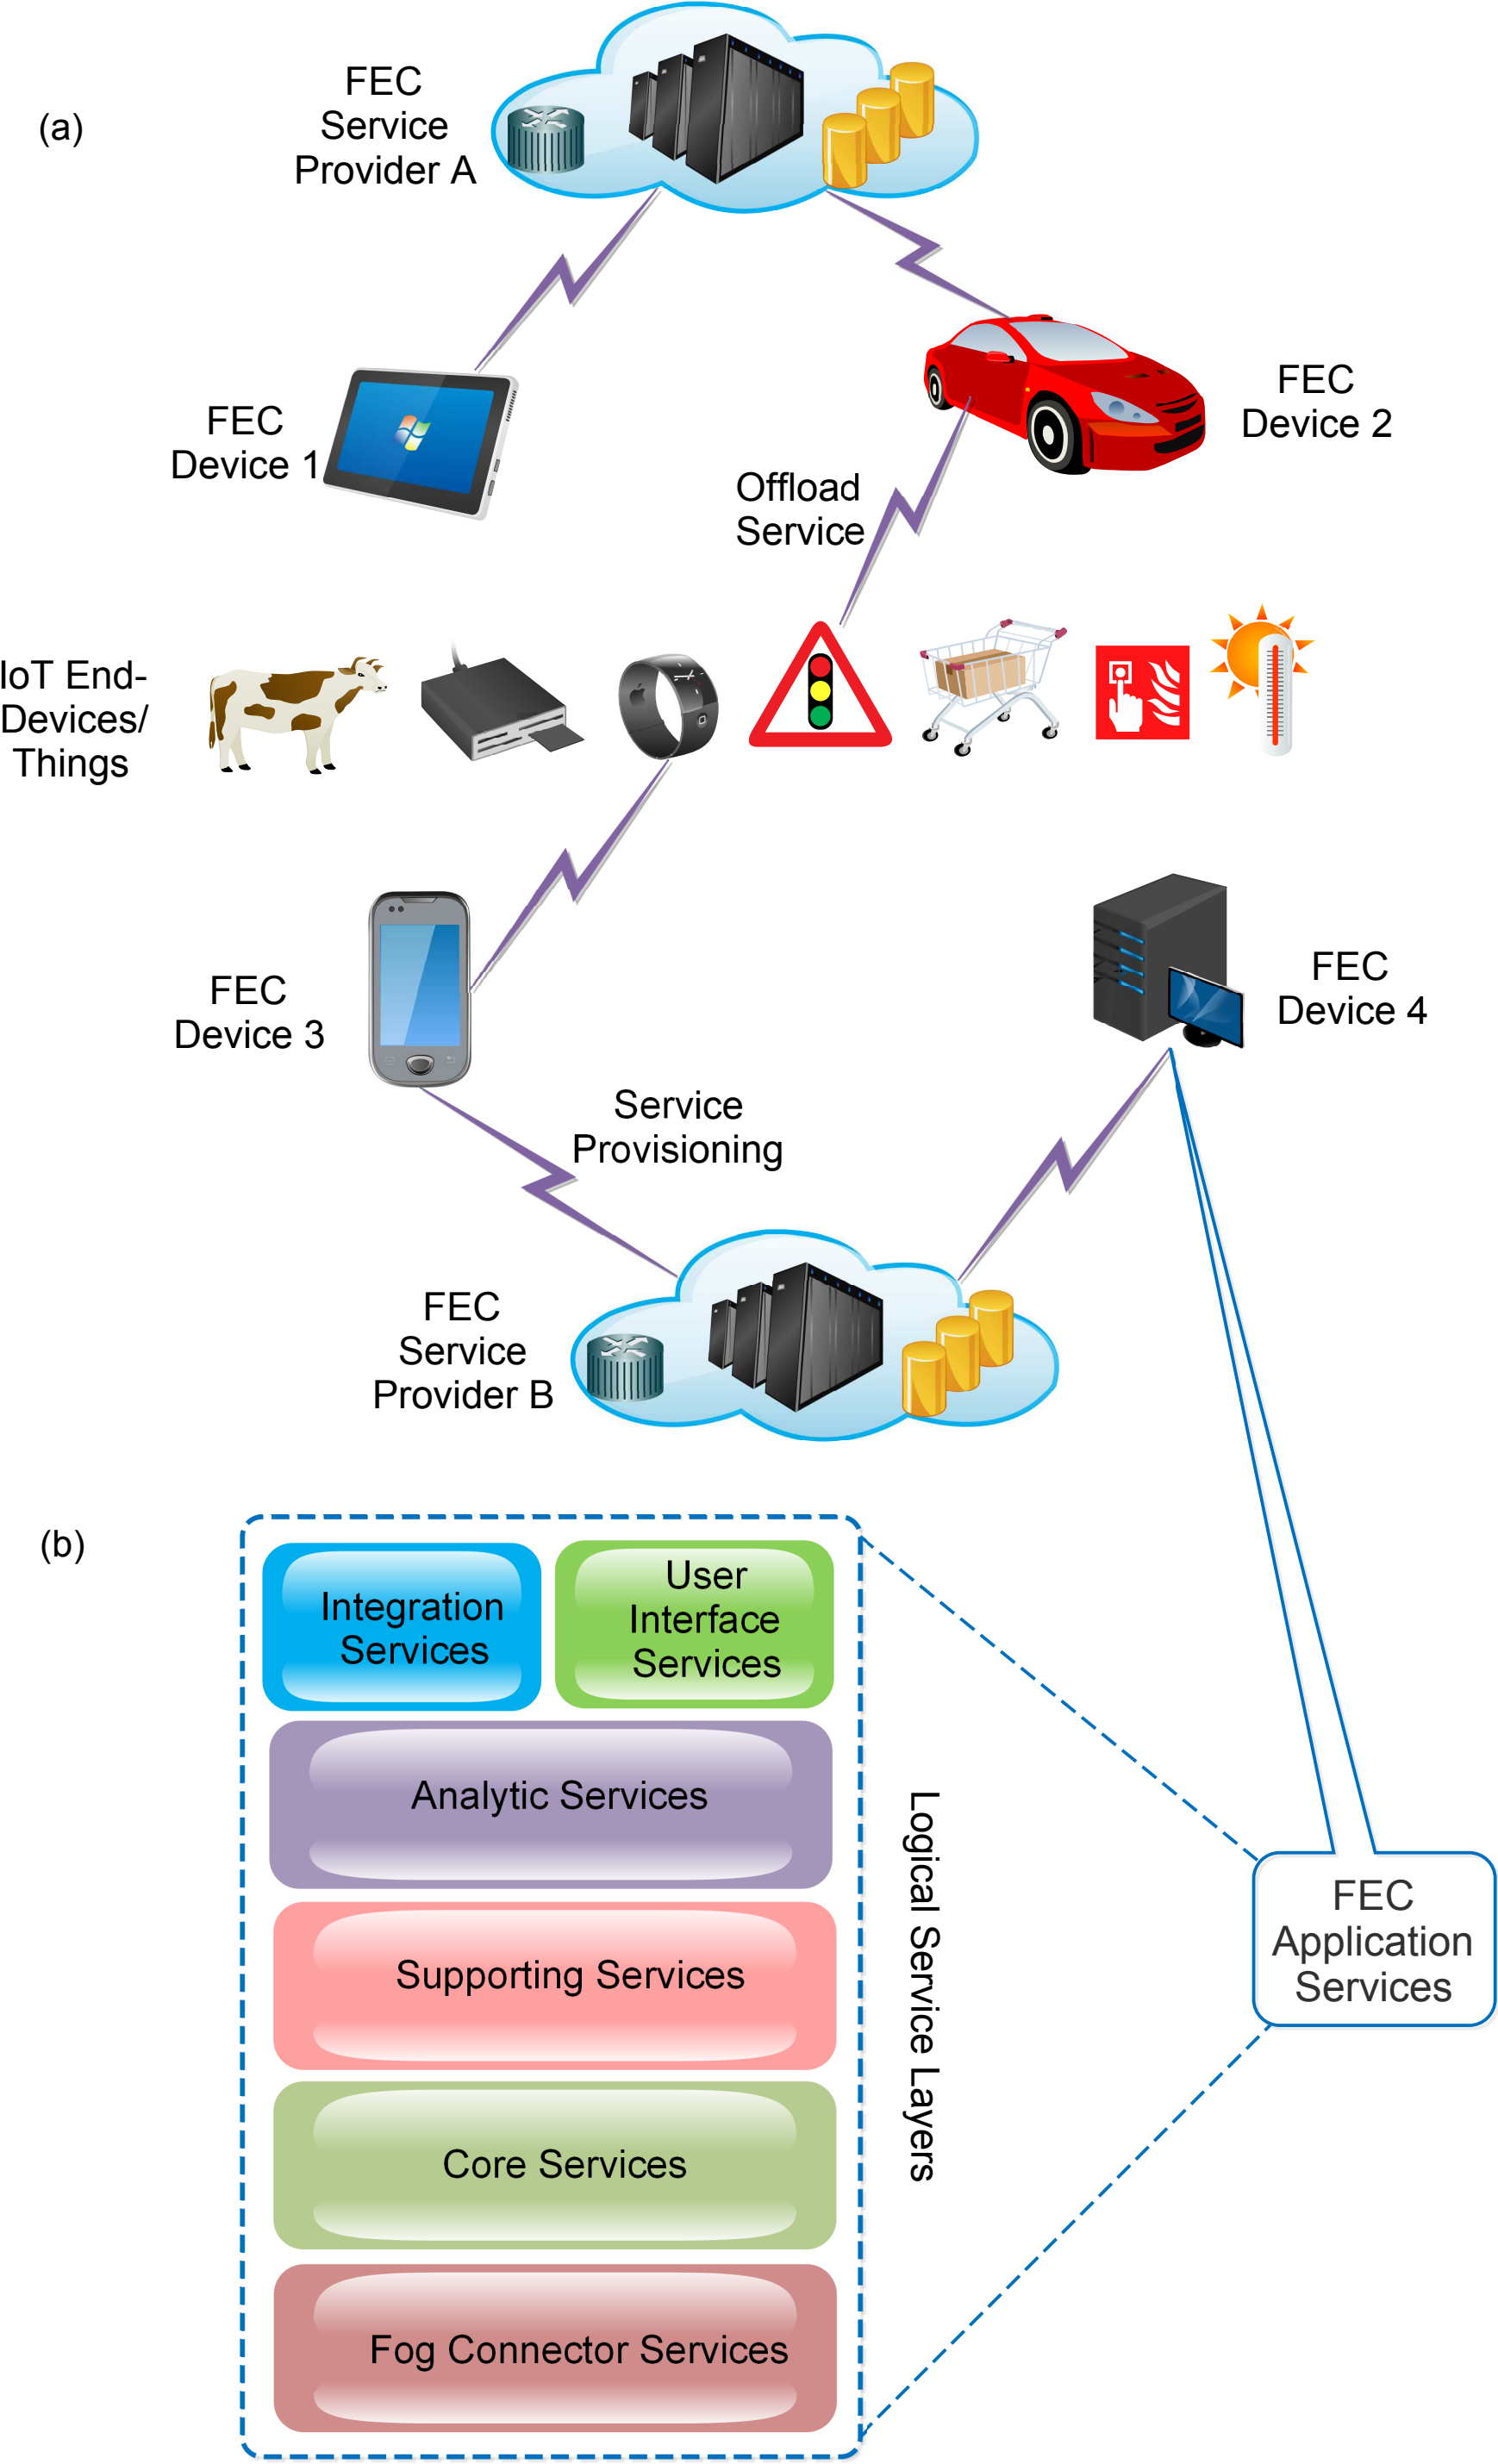 (a)
FEC
Service
Provider A
FEC
Device 1
FEC
Device 2
Offload
Service
IoT End-
Devices/
Things
FEC
Device 3
FEC
Device 4
Service
Provisioning
FEC
Service
Provider B
(b)
Integration
Services
User
Interface
Services
Analytic Services
Supporting Services
Core Services
Fog Connector Services
Logical Service Layers
FEC
Application
Services